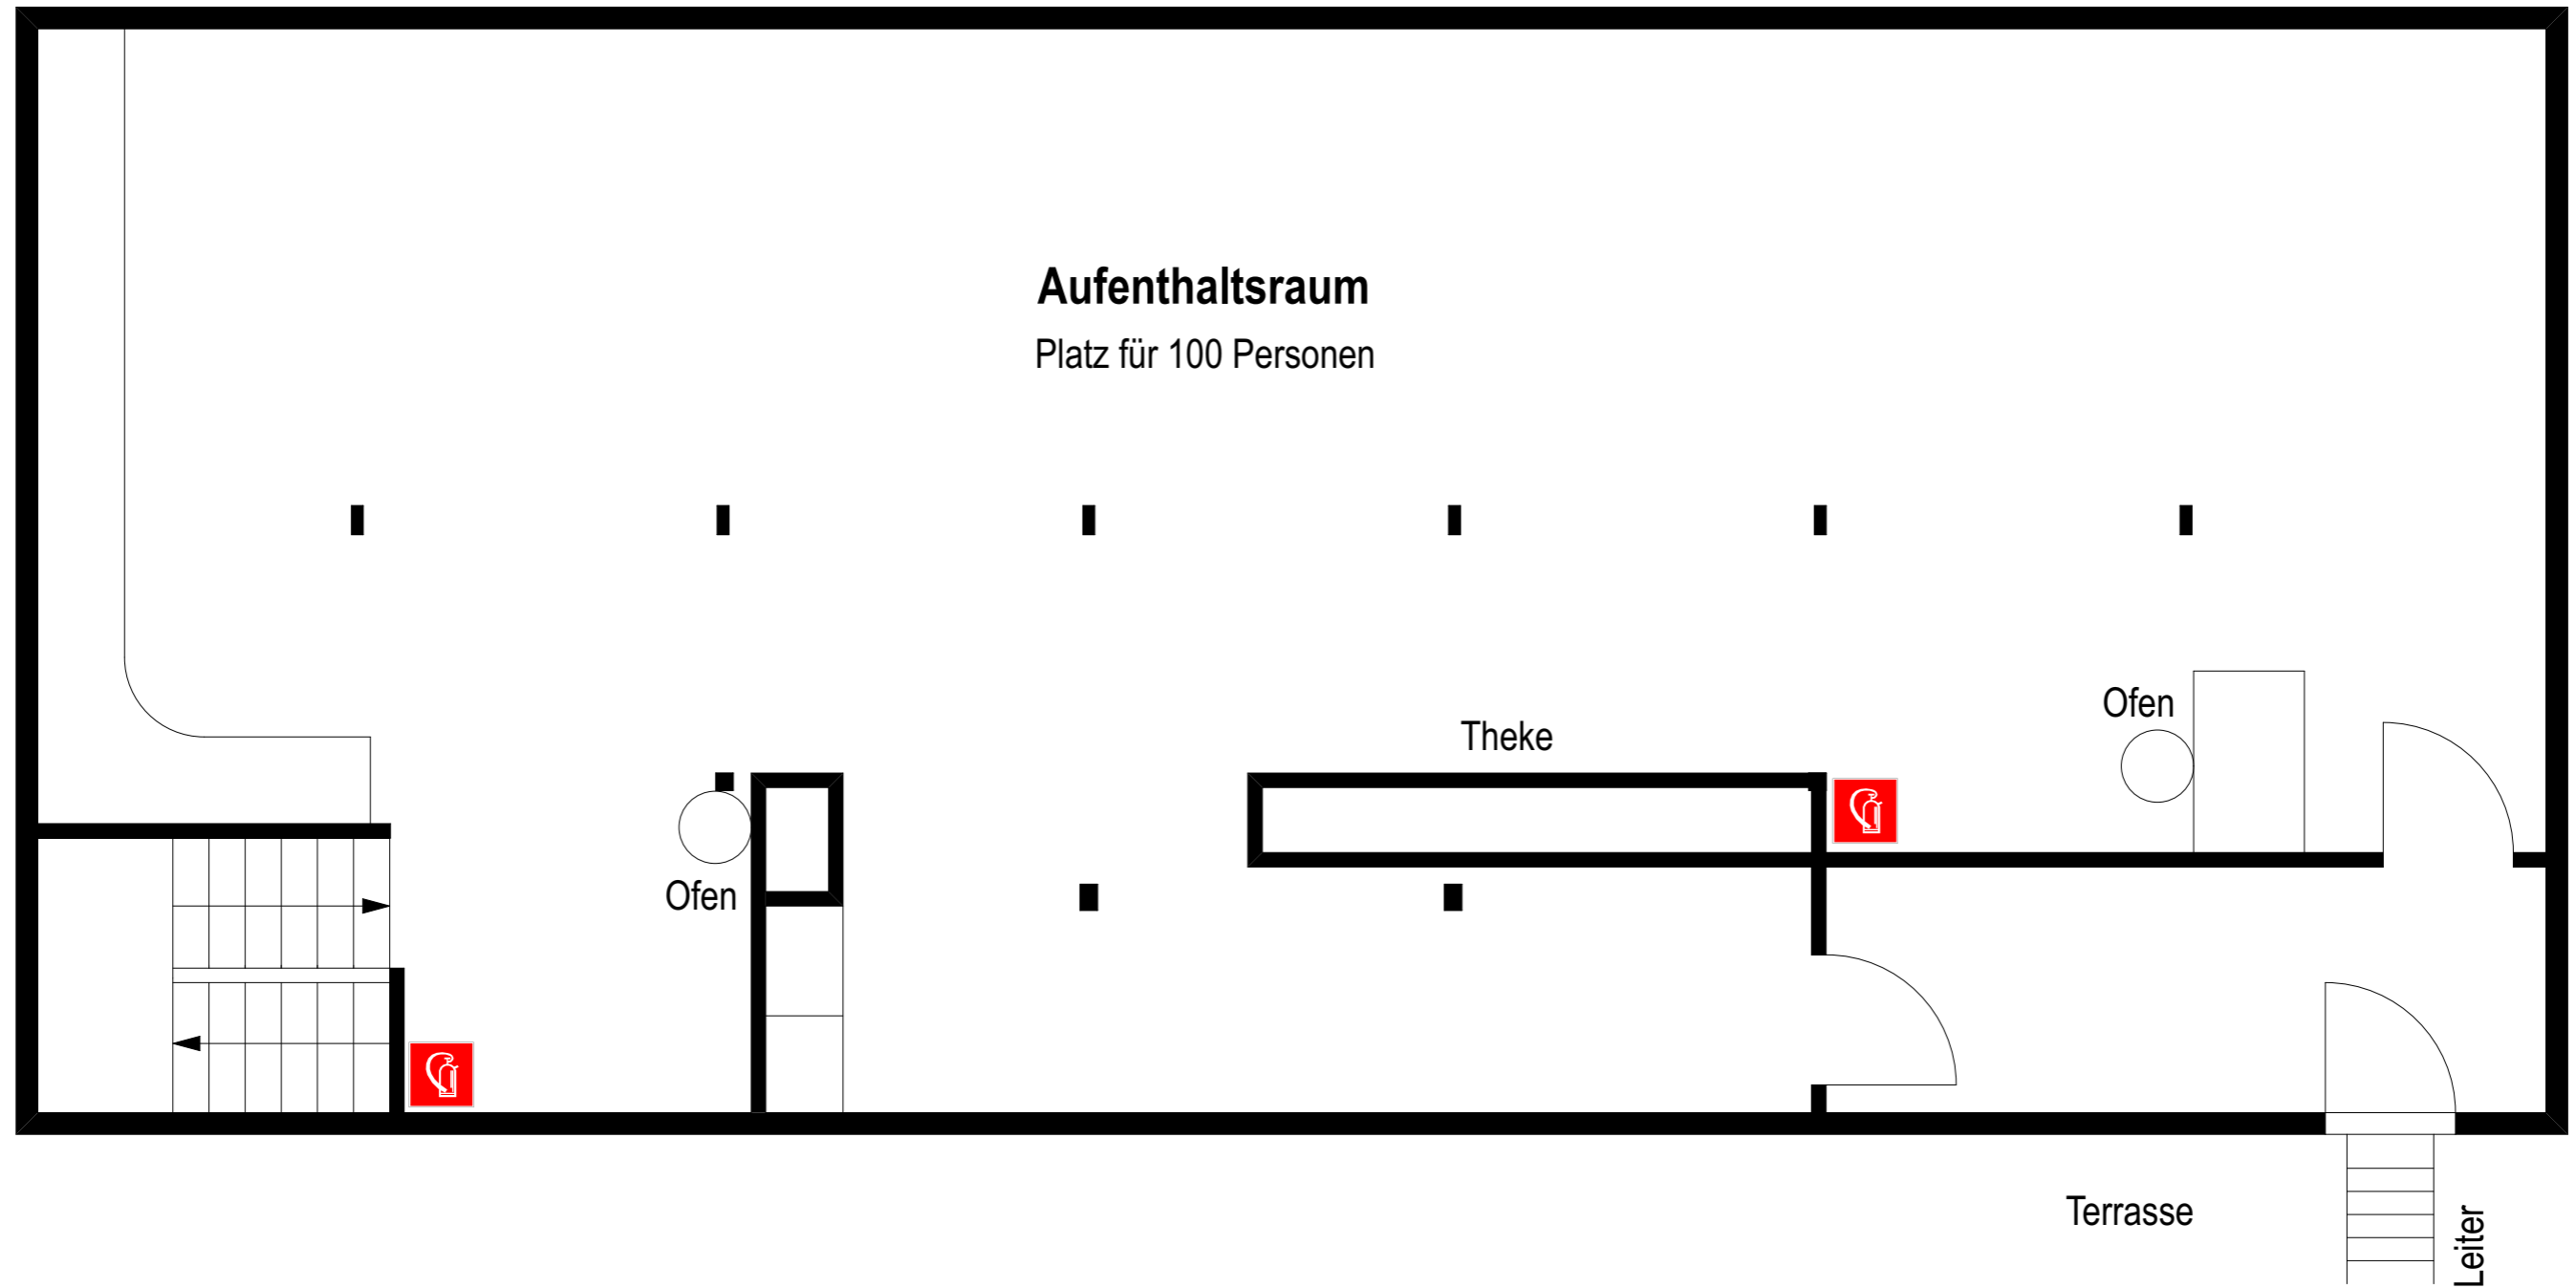 Aufenthaltsraum
Platz für 100 Personen
Ofen
Theke
Ofen
Terrasse
Leiter